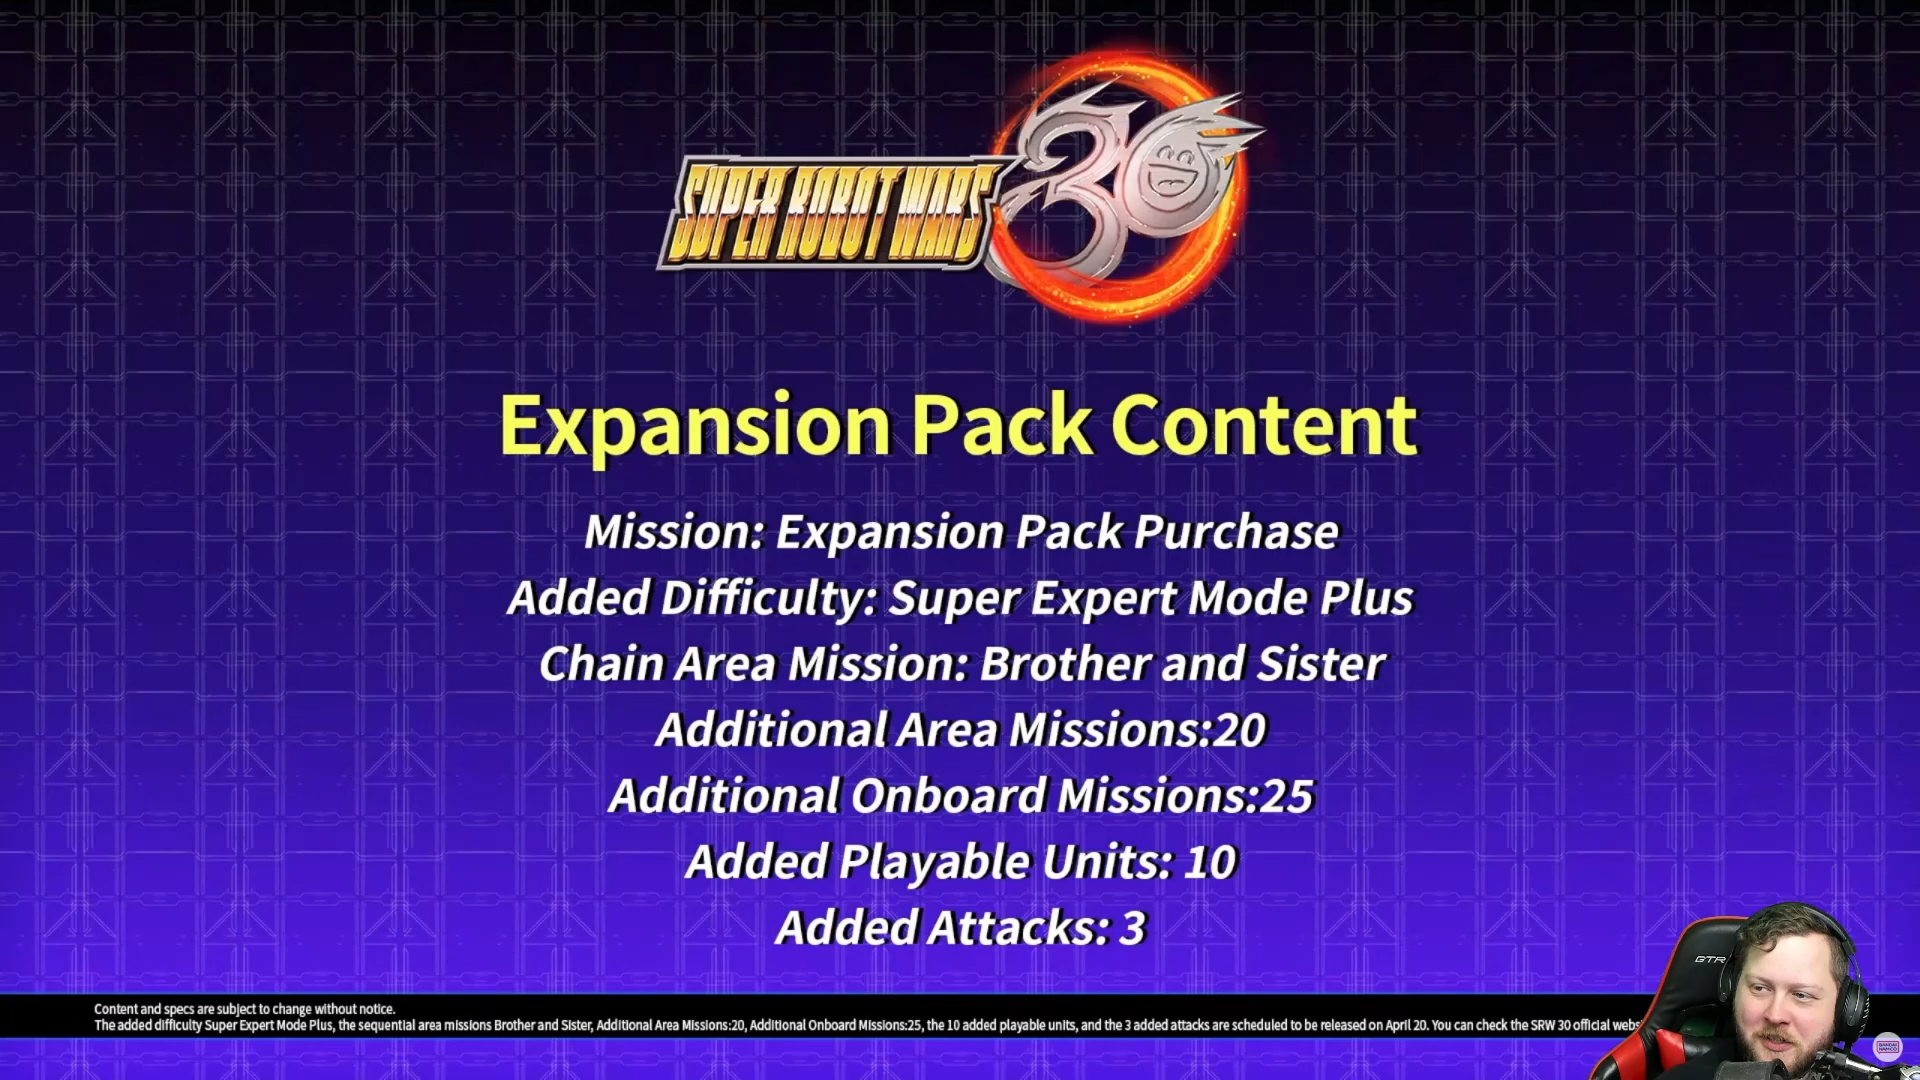 SUPER ROBOT WARS 30
Expansion Pack Content
Mission: Expansion Pack Purchase
Added Difficulty: Super Expert Mode Plus
Chain Area Mission: Brother and Sister
Additional Area Missions:20
Additional Onboard Missions:25
Added Playable Units: 10
Added Attacks: 3
Content and specs are subject to change without notice.
The added difficulty Super Expert Mode Plus, the sequential area missions Brother and Sister, Additional Area Missions:20, Additional Onboard Missions:25, the 10 added playable units, and the 3 added attacks are scheduled to be released on April 20. You can check the SRW 30 official
GTR
BANDAI
NAMCO